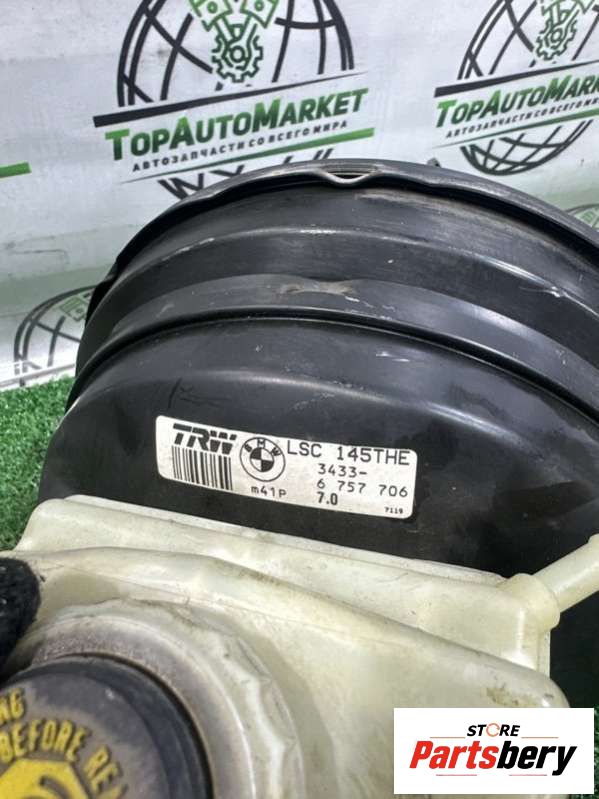 TOPAUTOMARKET
АВТОЗАПЧАСТИ СО ВСЕГО МИРА
TOPAUTOMARKET
АВТОЗАПЧАСТИ СО ВСЕГО МИРА
TRW
BMW
LSC 145THE
3433-
6 757 706
m41P
7.0
7119
BEFORE RE
STORE
Partsbery